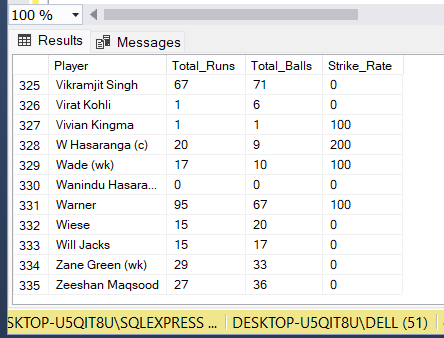 100 %
Results Messages
Player Total_Runs Total_Balls Strike_Rate
325 Vikramjit Singh 67 71 0
326 Virat Kohli 1 6 0
327 Vivian Kingma 1 1 100
328 W Hasaranga (c) 20 9 200
329 Wade (wk) 17 10 100
330 Wanindu Hasara... 0 0 0
331 Warner 95 67 100
332 Wiese 15 20 0
333 Will Jacks 15 17 0
334 Zane Green (wk) 29 33 0
335 Zeeshan Maqsood 27 36 0
SKTOP-U5QIT8U\SQLEXPRESS ... DESKTOP-U5QIT8U\DELL (51)